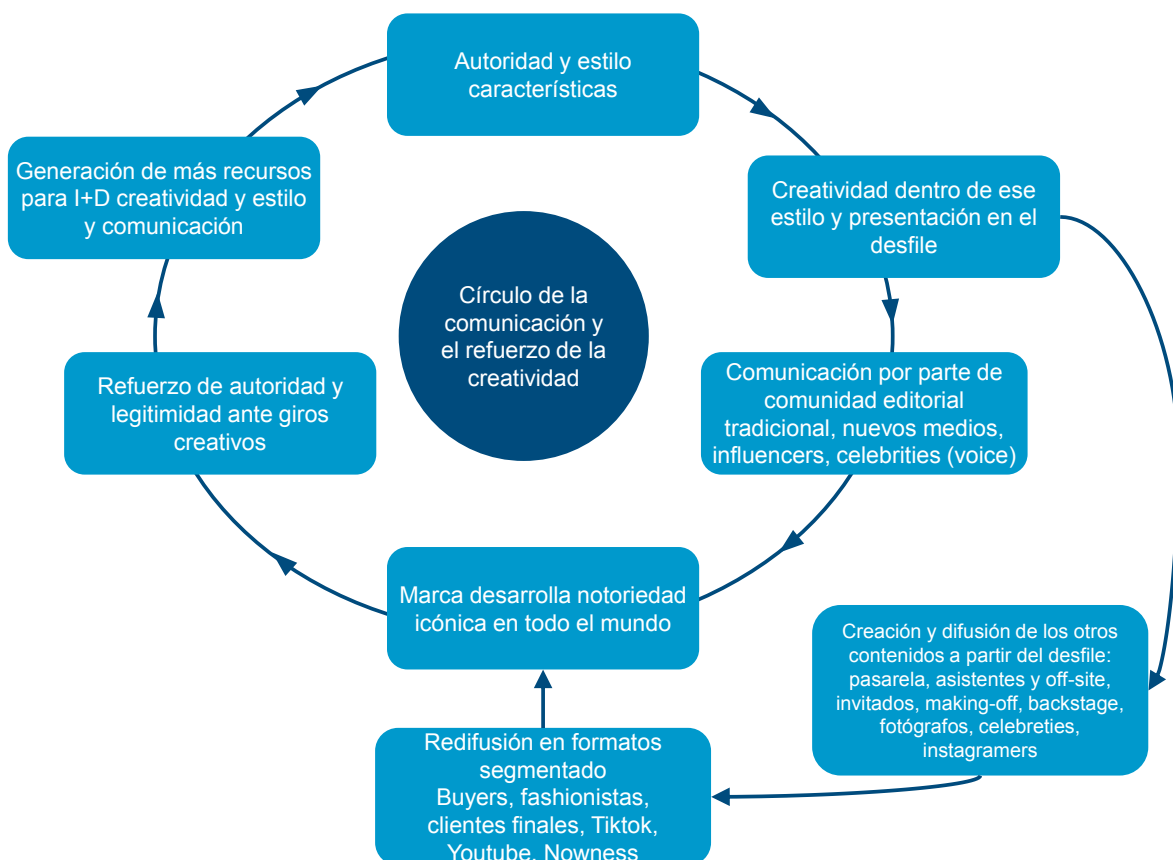 Autoridad y estilo
características
Creatividad dentro de ese
estilo y presentación en el
desfile
Comunicación por parte de
comunidad editorial
tradicional, nuevos medios,
influencers, celebrities (voice)
Creación y difusión de los otros
contenidos a partir del desfile:
pasarela, asistentes y off-site,
invitados, making-off, backstage,
fotógrafos, celebreties,
instagramers
Redifusión en formatos
segmentado
Buyers, fashionistas,
clientes finales, Tiktok,
Youtube, Nowness
Marca desarrolla notoriedad
icónica en todo el mundo
Refuerzo de autoridad y
legitimidad ante giros
creativos
Generación de más recursos
para I+D creatividad y estilo
y comunicación
Círculo de la
comunicación y
el refuerzo de la
creatividad